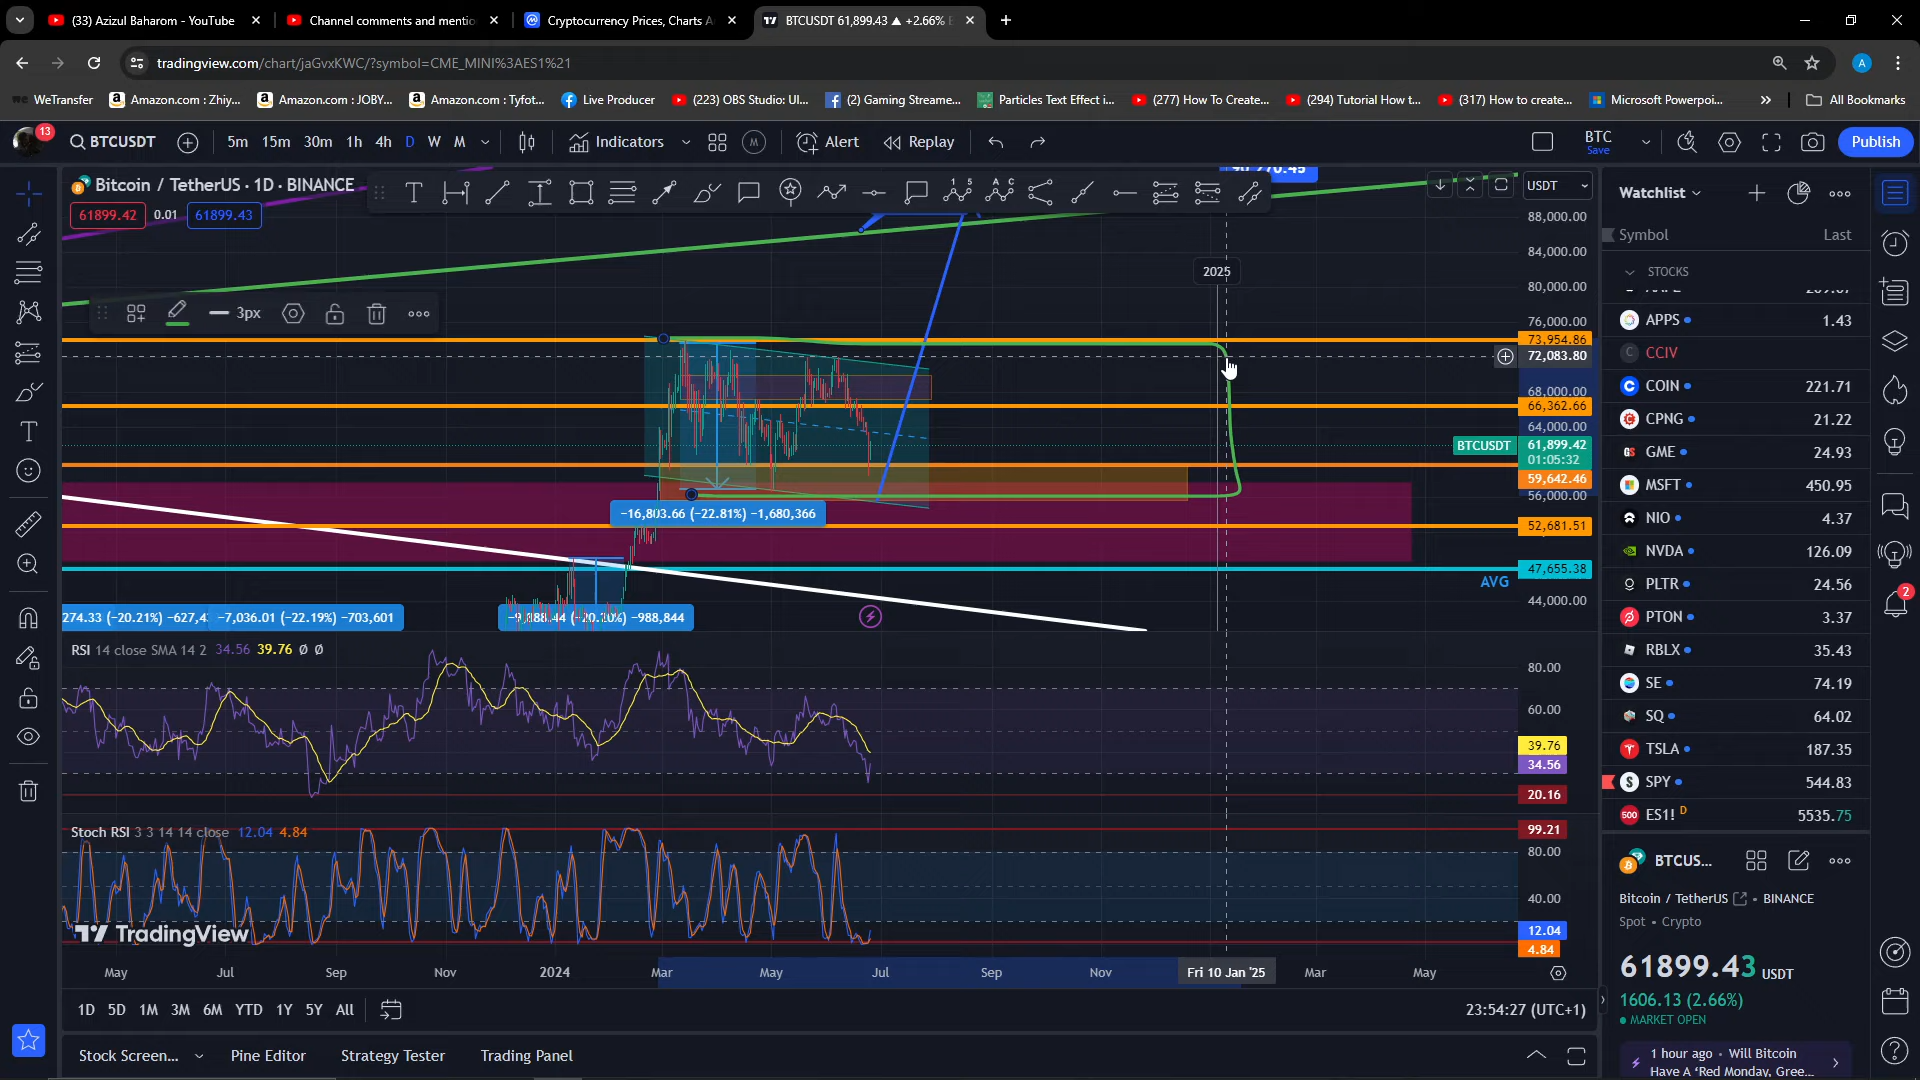 (33) Azizul Baharom - YouTube
Channel comments and mentio
Cryptocurrency Prices, Charts A
BTCUSDT 61,899.43 ▲ +2.66%
tradingview.com/chart/jaGvxKWC/?symbol=CME_MINI%3AES1%21
A
WeTransfer
Amazon.com : Zhiy...
Amazon.com : JOBY...
Amazon.com : Tyfot...
Live Producer
(223) OBS Studio: Ul...
(2) Gaming Streame...
Particles Text Effect i...
(277) How To Create...
(294) Tutorial How t...
(317) How to create...
Microsoft Powerpoi...
All Bookmarks
13
BTCUSDT
5m 15m 30m 1h 4h D W M
Indicators
M
Alert
Replay
BTC
Save
Publish
Bitcoin / TetherUS · 1D · BINANCE
61899.42 0.01 61899.43
3px
2025
USDT
88,000.00
84,000.00
80,000.00
76,000.00
73,954.86
72,083.80
68,000.00
66,362.66
64,000.00
BTCUSDT 61,899.42
01:05:32
59,642.46
56,000.00
52,681.51
47,655.38
AVG
44,000.00
−16,803.66 (−22.81%) −1,680,366
−7,036.01 (−22.19%) −703,601
RSI 14 close SMA 14 2 34.56 39.76 Ø Ø
80.00
60.00
39.76
34.56
20.16
Stoch RSI 3 3 14 14 close 12.04 4.84
99.21
80.00
40.00
12.04
4.84
TradingView
May Jul Sep Nov 2024 Mar May Jul Sep Nov Fri 10 Jan '25 Mar May
1D 5D 1M 3M 6M YTD 1Y 5Y All
23:54:27 (UTC+1)
Stock Screen...
Pine Editor
Strategy Tester
Trading Panel
Watchlist
Symbol Last
STOCKS
APPS 1.43
CCIV
COIN 221.71
CPNG 21.22
GME 24.93
MSFT 450.95
NIO 4.37
NVDA 126.09
PLTR 24.56
PTON 3.37
RBLX 35.43
SE 74.19
SQ 64.02
TSLA 187.35
SPY 544.83
500 ES1! D 5535.75
BTCUS...
Bitcoin / TetherUS • BINANCE
Spot • Crypto
61899.43 USDT
1606.13 (2.66%)
MARKET OPEN
1 hour ago • Will Bitcoin
Have A 'Red Monday, Gree...
2